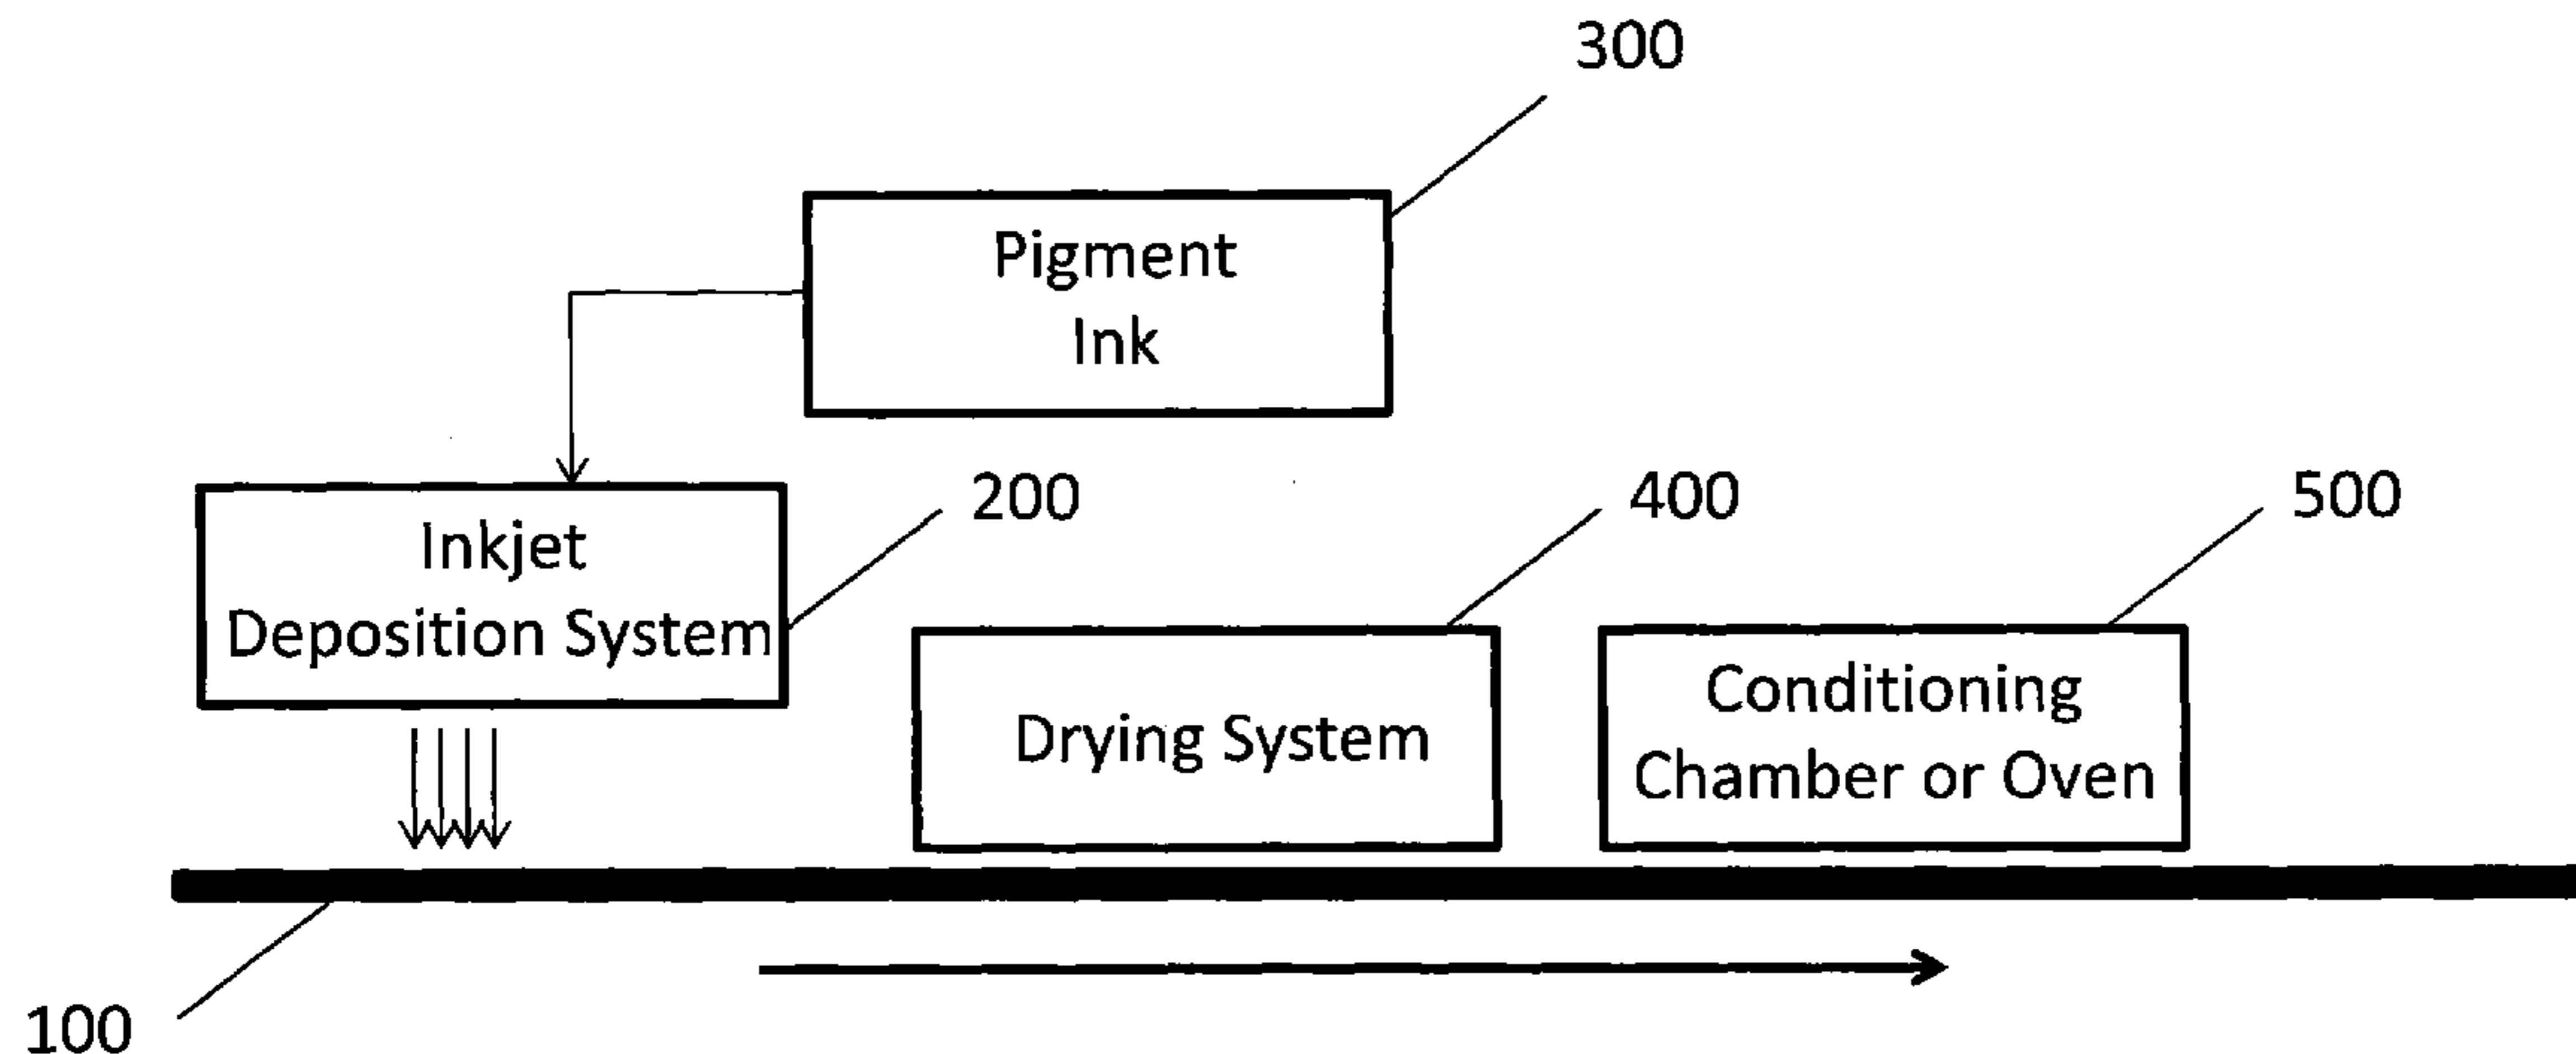 300
Pigment
Ink
200
400
500
Inkjet
Deposition System
Drying System
Conditioning
Chamber or Oven
100